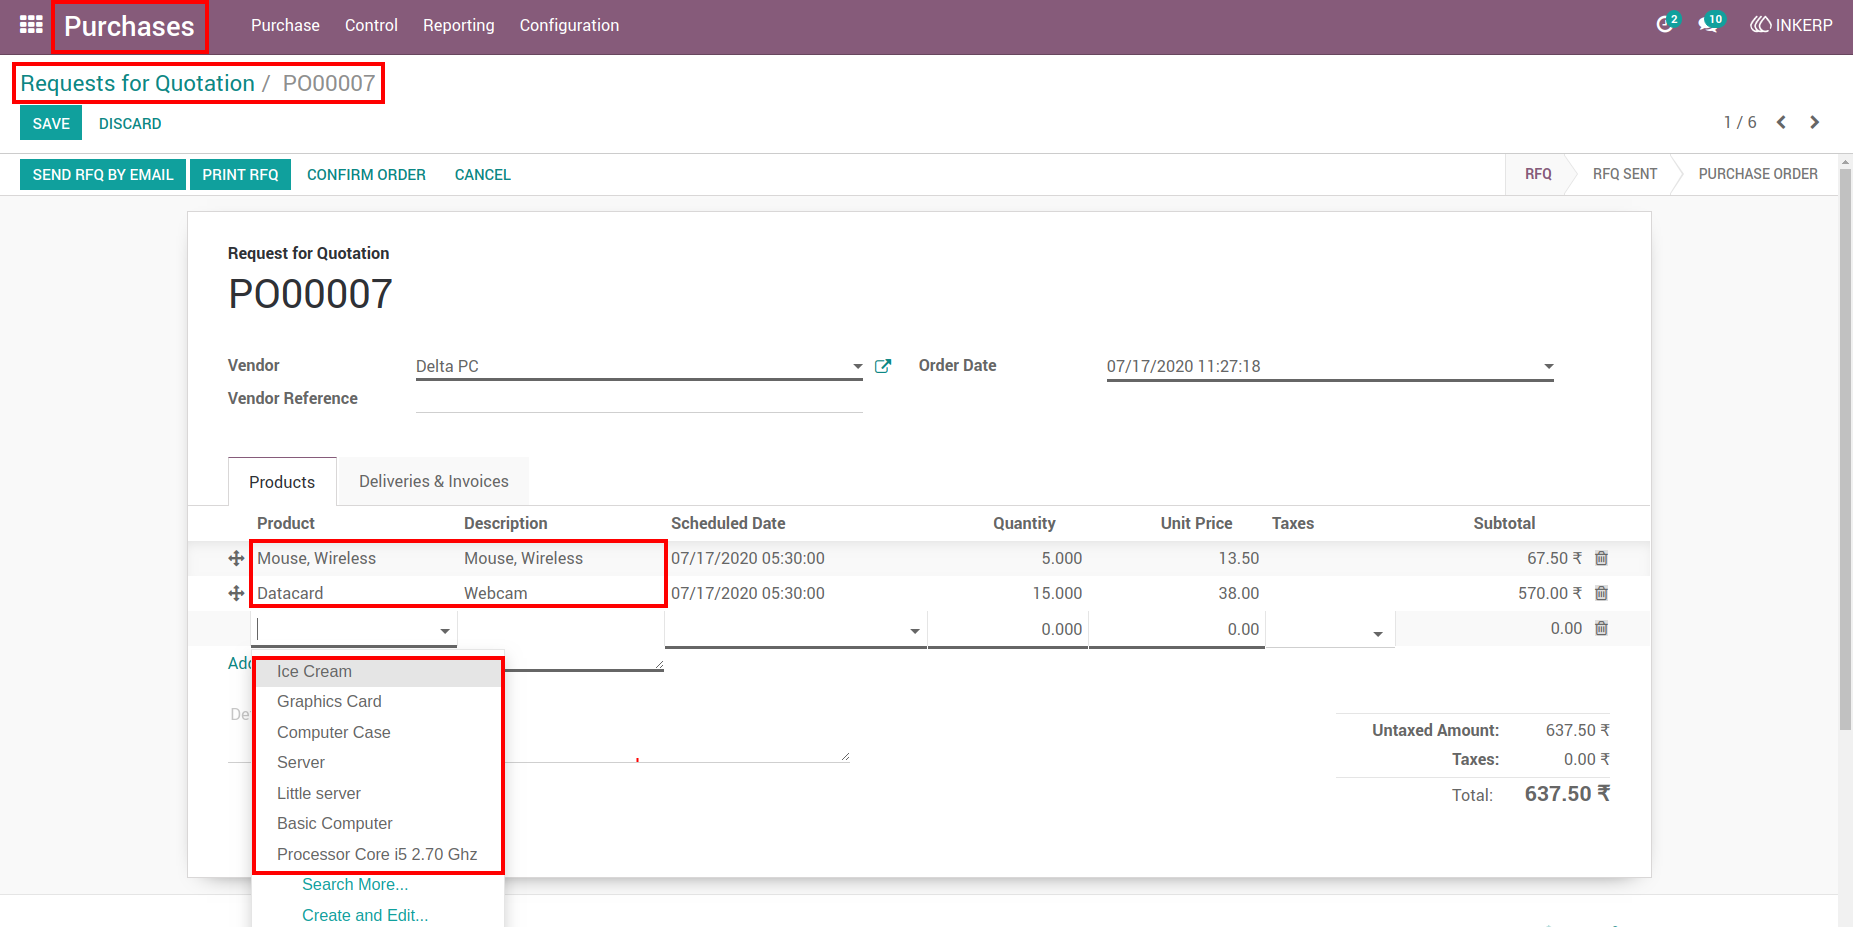 Purchases Purchase Control Reporting Configuration 2 10 INKERP
Requests for Quotation / PO00007
SAVE DISCARD 1 / 6
SEND RFQ BY EMAIL PRINT RFQ CONFIRM ORDER CANCEL RFQ RFQ SENT PURCHASE ORDER
Request for Quotation
PO00007
Vendor Delta PC Order Date 07/17/2020 11:27:18
Vendor Reference
Products Deliveries & Invoices
Product Description Scheduled Date Quantity Unit Price Taxes Subtotal
Mouse, Wireless Mouse, Wireless 07/17/2020 05:30:00 5.000 13.50 67.50 ₹
Datacard Webcam 07/17/2020 05:30:00 15.000 38.00 570.00 ₹
0.000 0.00 0.00
Ice Cream
Graphics Card
Computer Case
Server
Little server
Basic Computer
Processor Core i5 2.70 Ghz
Search More...
Create and Edit...
Untaxed Amount: 637.50 ₹
Taxes: 0.00 ₹
Total: 637.50 ₹